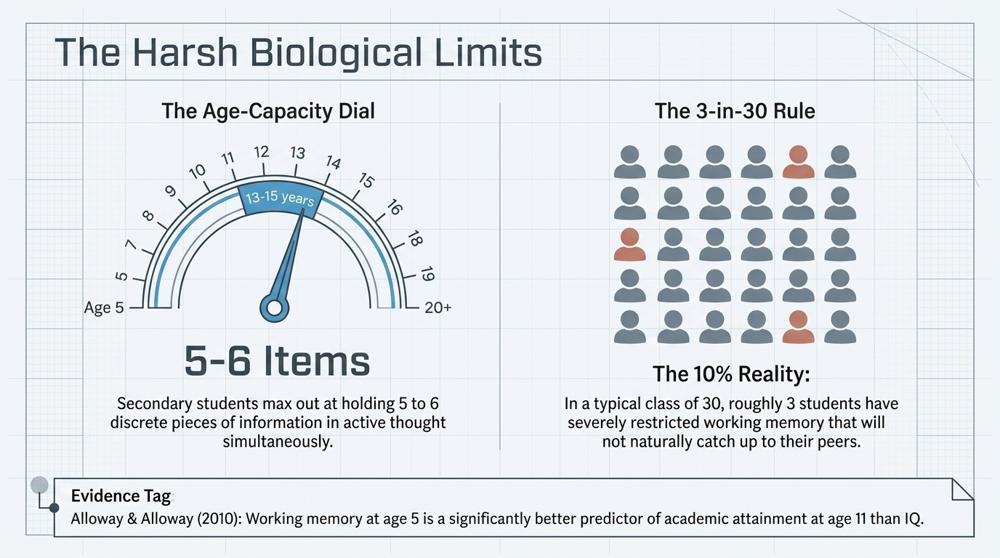 The Harsh Biological Limits
The Age-Capacity Dial
Age 5
5
7
8
9
10
11
12
13
14
15
16
18
19
20+
13-15 years
5-6 Items
Secondary students max out at holding 5 to 6
discrete pieces of information in active thought
simultaneously.
The 3-in-30 Rule
The 10% Reality:
In a typical class of 30, roughly 3 students have
severely restricted working memory that will
not naturally catch up to their peers.
Evidence Tag
Alloway & Alloway (2010): Working memory at age 5 is a significantly better predictor of academic attainment at age 11 than IQ.